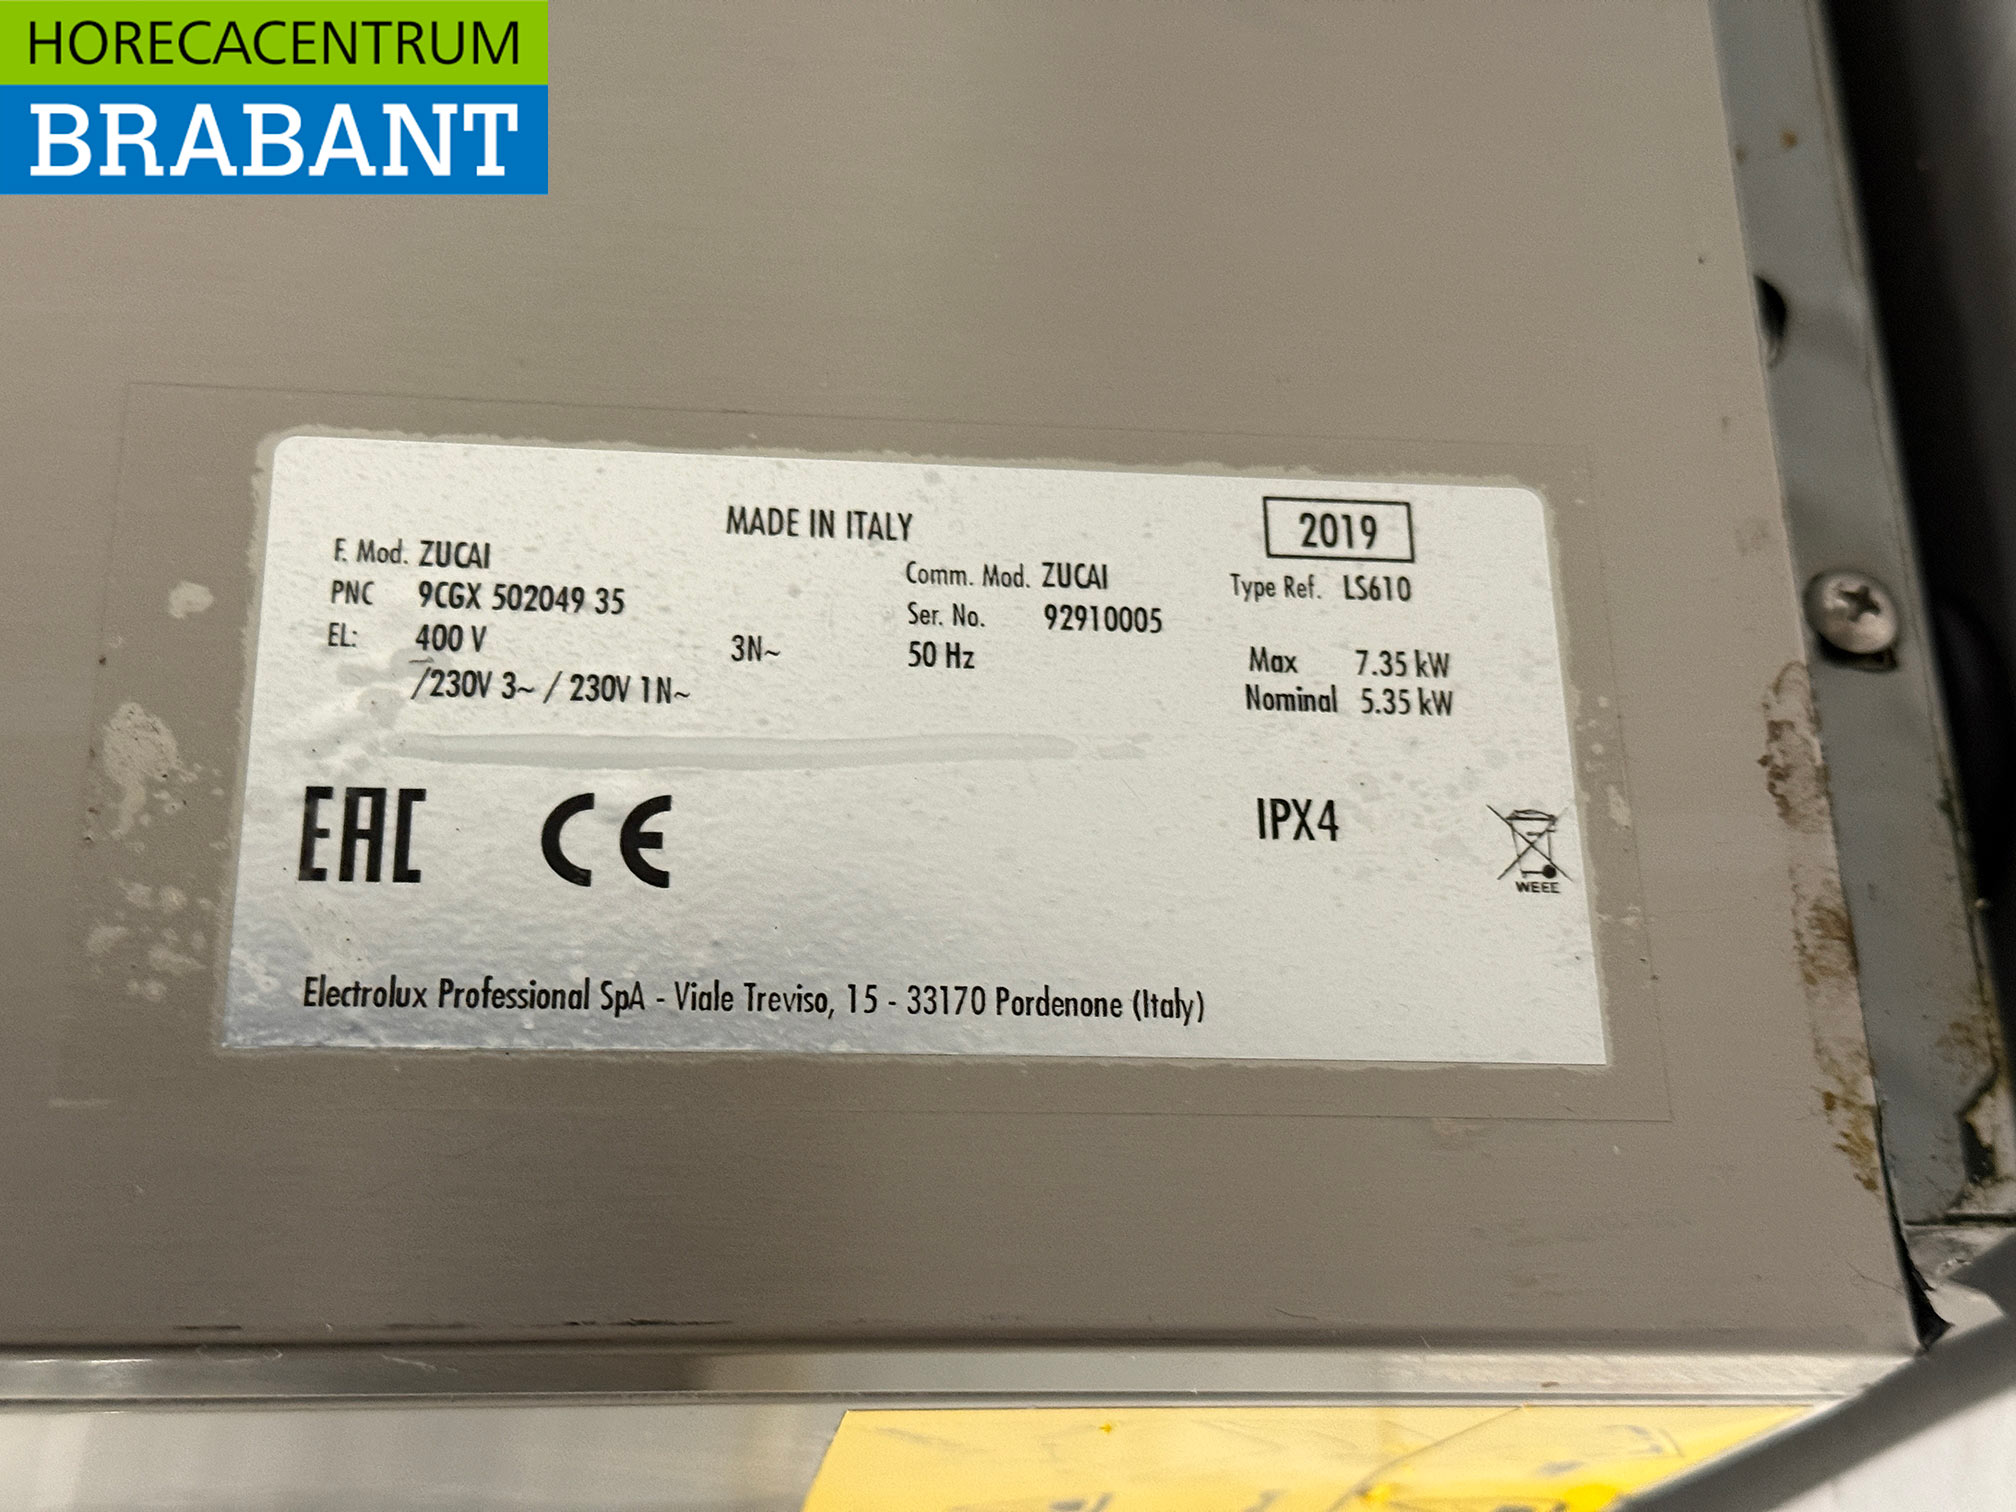 HORECACENTRUM
BRABANT
MADE IN ITALY
2019
F. Mod. ZUCAI
Comm. Mod. ZUCAI
Type Ref. LS610
PNC 9CGX 502049 35
Ser. No. 92910005
EL: 400 V 3N~ 50 Hz
Max 7.35 kW
/230V 3~ / 230V 1N~
Nominal 5.35 kW
EAC CE
IPX4
WEEE
Electrolux Professional SpA - Viale Treviso, 15 - 33170 Pordenone (Italy)